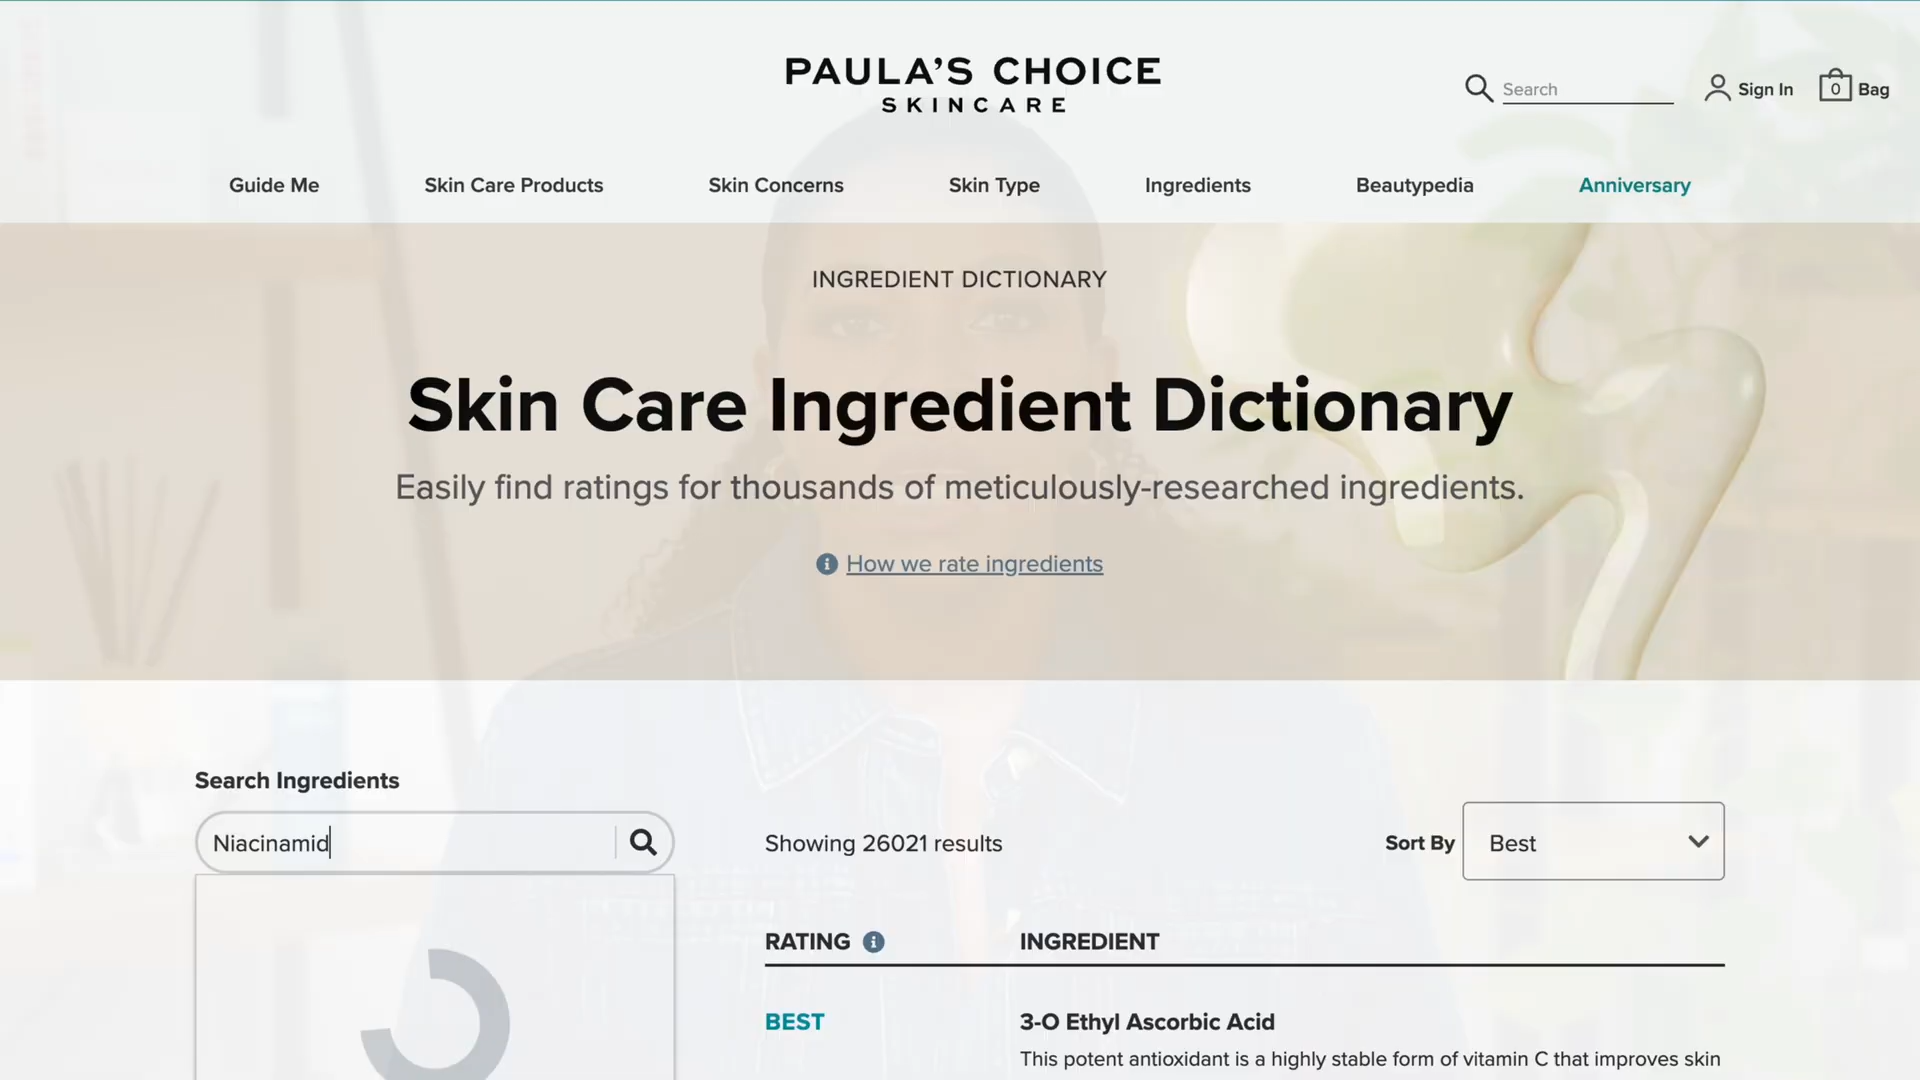 PAULA'S CHOICE
SKINCARE
Search
Sign In
0
Bag
Guide Me
Skin Care Products
Skin Concerns
Skin Type
Ingredients
Beautypedia
Anniversary
INGREDIENT DICTIONARY
Skin Care Ingredient Dictionary
Easily find ratings for thousands of meticulously-researched ingredients.
How we rate ingredients
Search Ingredients
Niacinamid
Showing 26021 results
Sort By
Best
RATING
INGREDIENT
BEST
3-O Ethyl Ascorbic Acid
This potent antioxidant is a highly stable form of vitamin C that improves skin